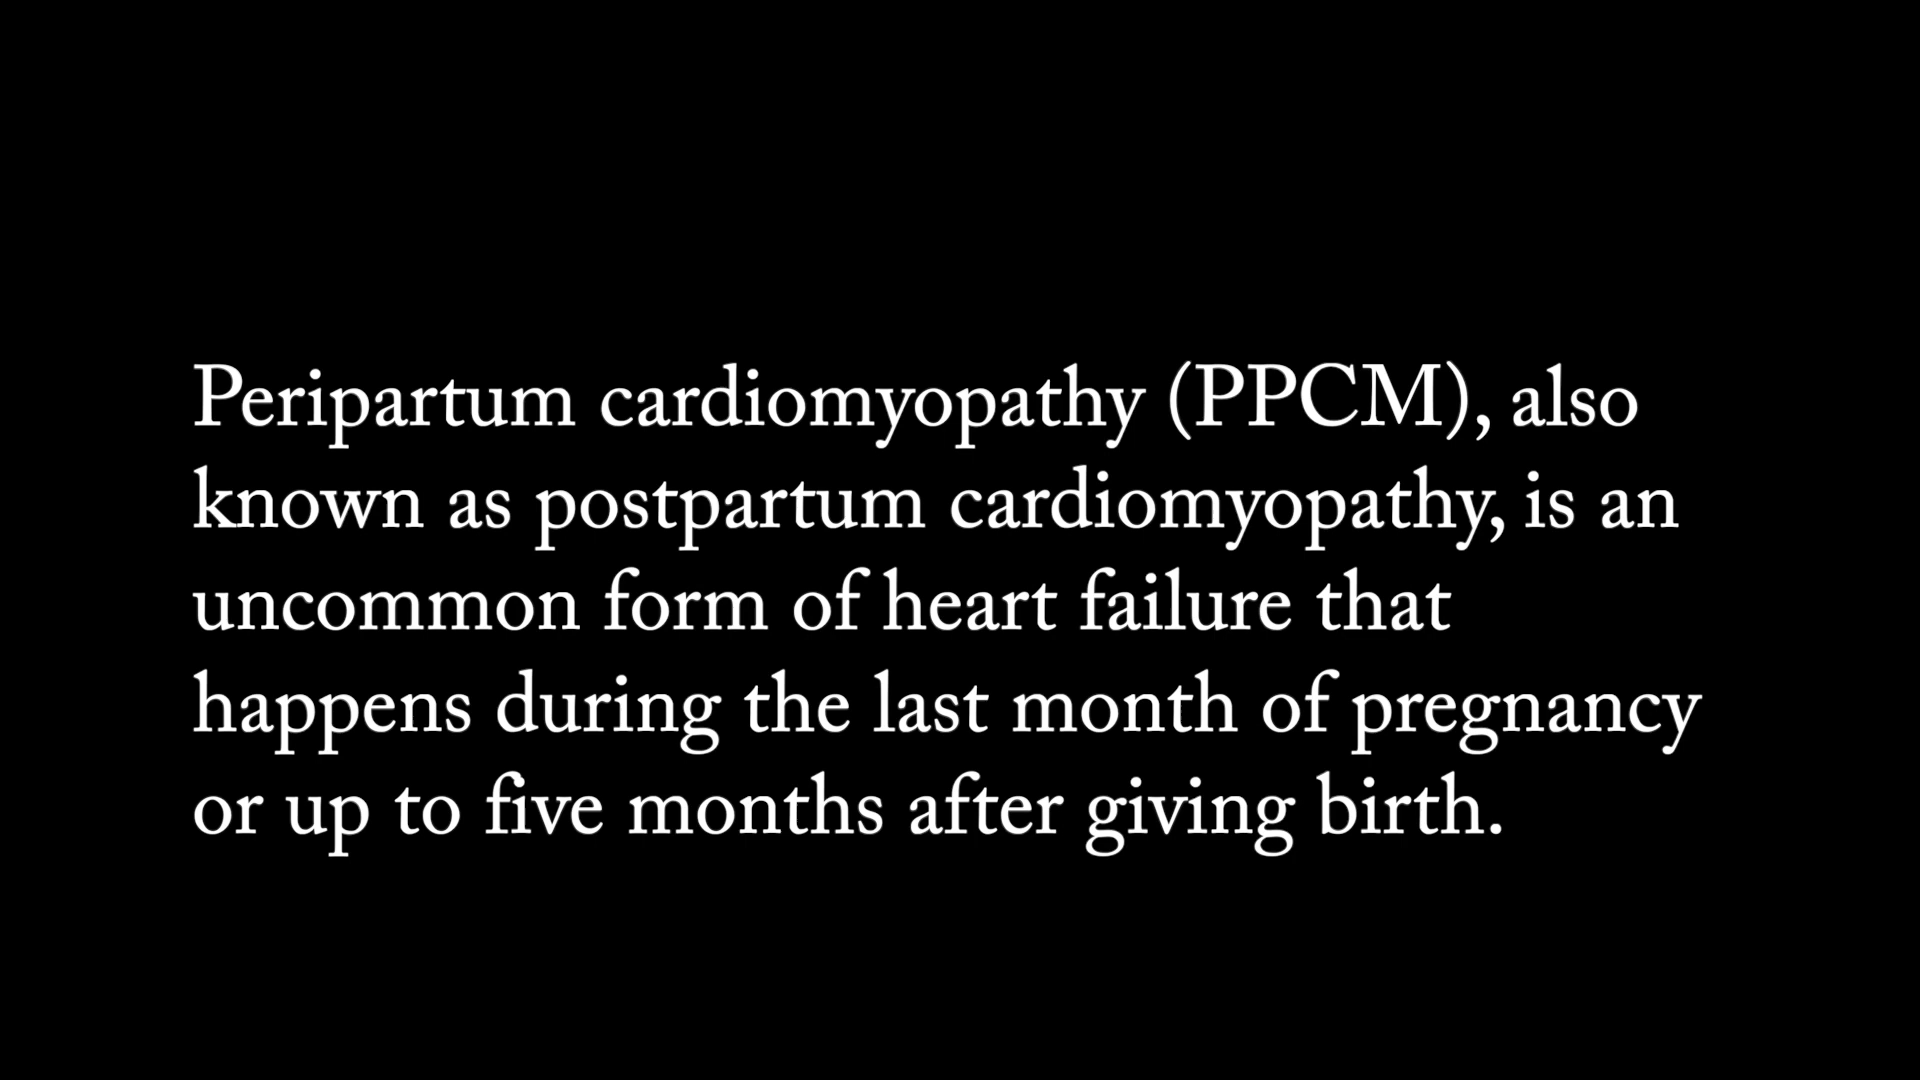 Peripartum cardiomyopathy (PPCM), also
known as postpartum cardiomyopathy, is an
uncommon form of heart failure that
happens during the last month of pregnancy
or up to five months after giving birth.